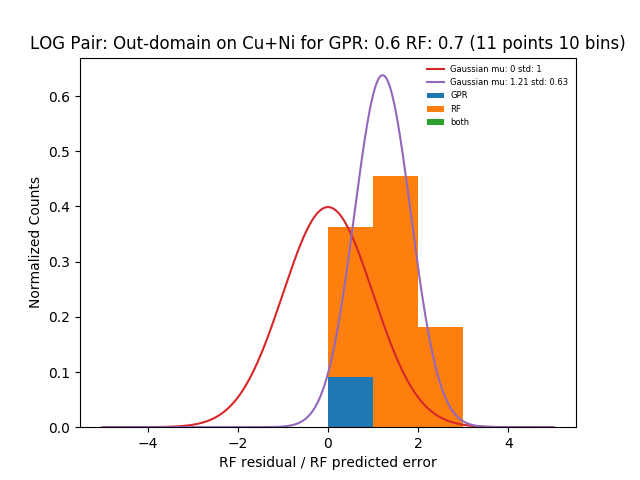 LOG Pair: Out-domain on Cu+Ni for GPR: 0.6 RF: 0.7 (11 points 10 bins)
Gaussian mu: 0 std: 1
Gaussian mu: 1.21 std: 0.63
GPR
RF
both
Normalized Counts
0.6
0.5
0.4
0.3
0.2
0.1
0.0
−4 −2 0 2 4
RF residual / RF predicted error